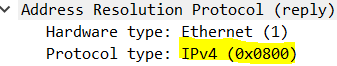 Address Resolution Protocol (reply)
Hardware type: Ethernet (1)
Protocol type: IPv4 (0x0800)